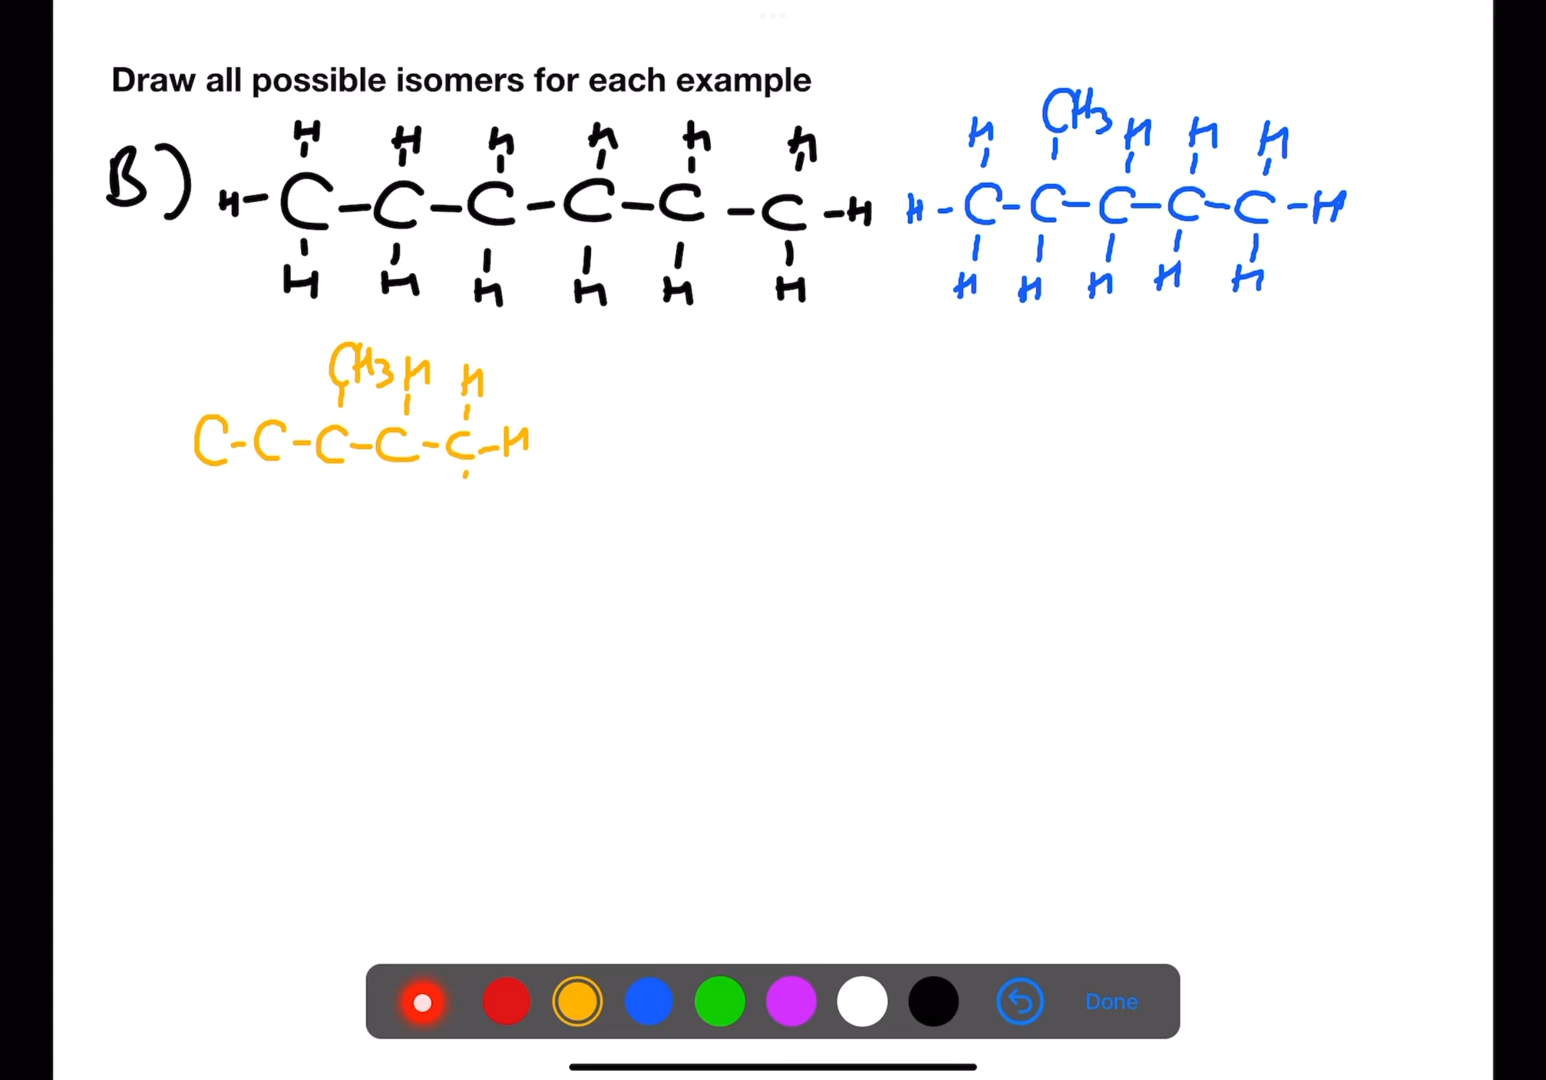 Draw all possible isomers for each example
H H H H H H
B) H-C-C-C-C-C-C-H
H H H H H H
H CH3 H H H
H-C-C-C-C-C-H
H H H H H
CH3 H H
C-C-C-C-C-H
Done